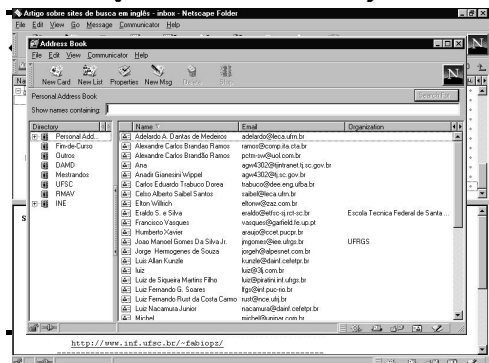 Artigo sobre sites de busca em inglês - inbox - Netscape Folder
File Edit View Go Message Communicator Help
Address Book
File Edit View Communicator Help
New Card New List Properties New Msg Delete Stop
Personal Address Book
Show names containing:
Directory Name Email Organization
Personal Add...
Fim-de-Curso
Outros
DAMD
Mestrandos
UFSC
RMAV
INE
Adelardo A. Dantas de Medeiros adelardo@leca.ufrn.br
Alexandre Carlos Brandao Ramos ramos@comp.ita.cta.br
Alexandre Carlos Brandão Ramos pctm-sw@uol.com.br
Ana agw4302@tjintranet.tj.sc.gov.br
Anadir Gianesini Wippel agw4302@tj.sc.gov.br
Carlos Eduardo Trabuco Dorea trabuco@dee.eng.ufba.br
Celso Alberto Saibel Santos saibel@leca.ufrn.br
Elton Willrich eltonw@zaz.com.br
Eraldo S. e Silva eraldo@etfsc-sj.rct-sc.br Escola Tecnica Federal de Santa ...
Francisco Vasques vasques@garfield.fe.up.pt
Humberto Xavier araujo@ccet.pucpr.br
Joao Manoel Gomes Da Silva Jr. jmgomes@iee.ufrgs.br UFRGS
Jorge Hermogenes de Souza jorgeh@alpesnet.com.br
Luis Allan Kunzle kunzle@dainf.cefetpr.br
luiz luiz@3lj.com.br
Luiz de Siqueira Martins Filho luiz@piratini.inf.ufrgs.br
Luiz Fernando G. Soares lfgs@inf.puc-rio.br
Luiz Fernando Rust da Costa Carmo rust@nce.ufrj.br
Luiz Nacamura Junior nacamura@dainf.cefetpr.br
Michel michel@unipar.com.br
http://www.inf.ufsc.br/~fabiopz/